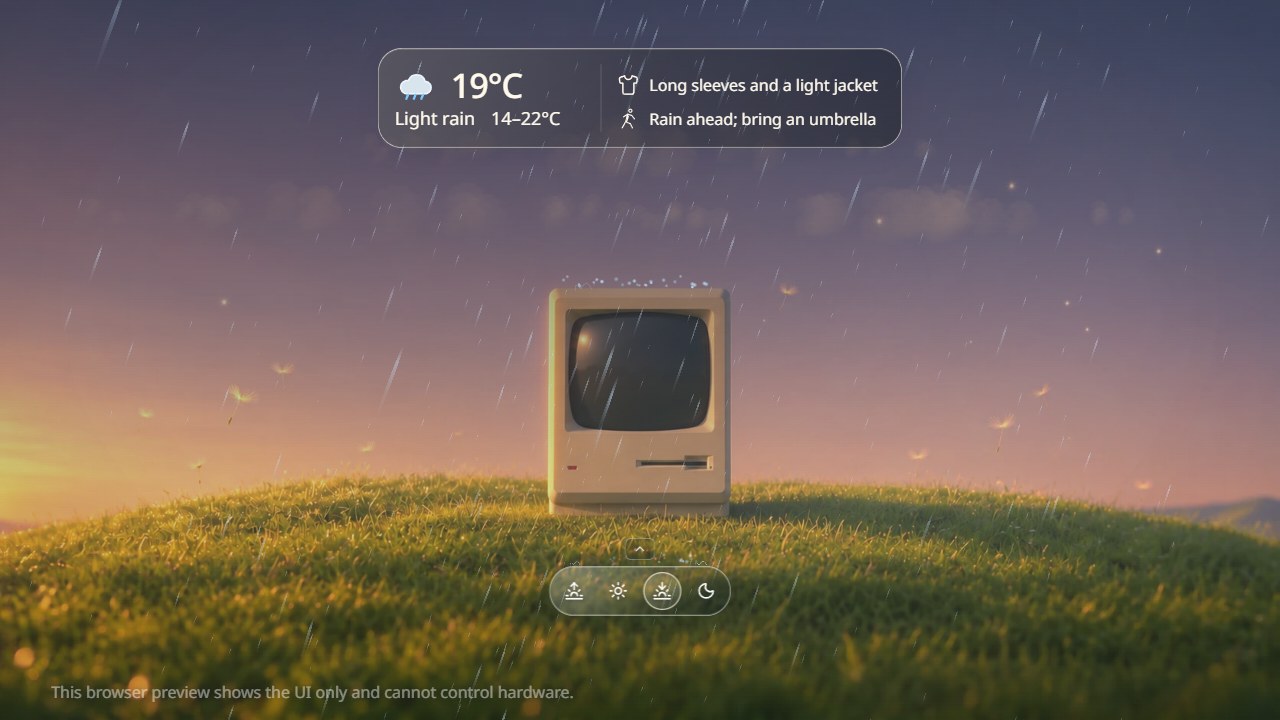 19°C
Light rain 14–22°C
Long sleeves and a light jacket
Rain ahead; bring an umbrella
This browser preview shows the UI only and cannot control hardware.